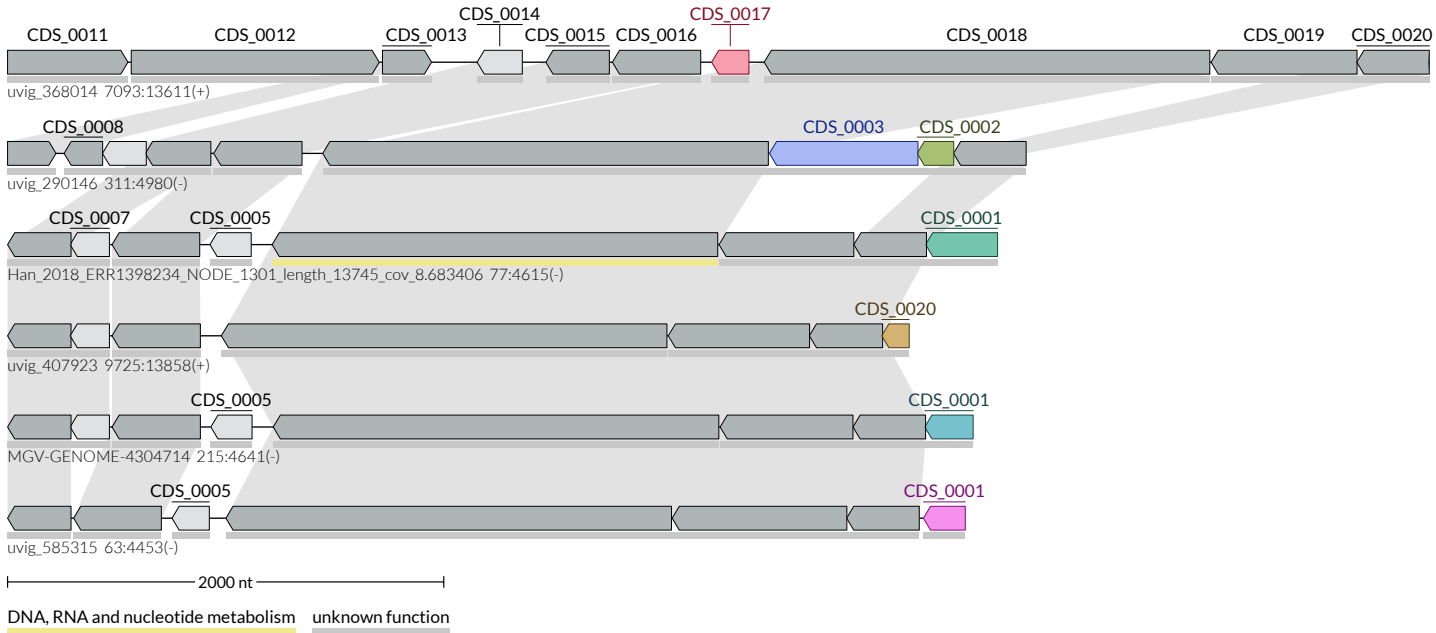 CDS_0014 CDS_0017
CDS_0011 CDS_0012 CDS_0013 CDS_0015 CDS_0016 CDS_0018 CDS_0019 CDS_0020
uvig_368014 7093:13611(+)
CDS_0008 CDS_0003 CDS_0002
uvig_290146 311:4980(-)
CDS_0007 CDS_0005 CDS_0001
Han_2018_ERR1398234_NODE_1301_length_13745_cov_8.683406 77:4615(-)
CDS_0020
uvig_407923 9725:13858(+)
CDS_0005 CDS_0001
MGV-GENOME-4304714 215:4641(-)
CDS_0005 CDS_0001
uvig_585315 63:4453(-)
2000 nt
DNA, RNA and nucleotide metabolism unknown function